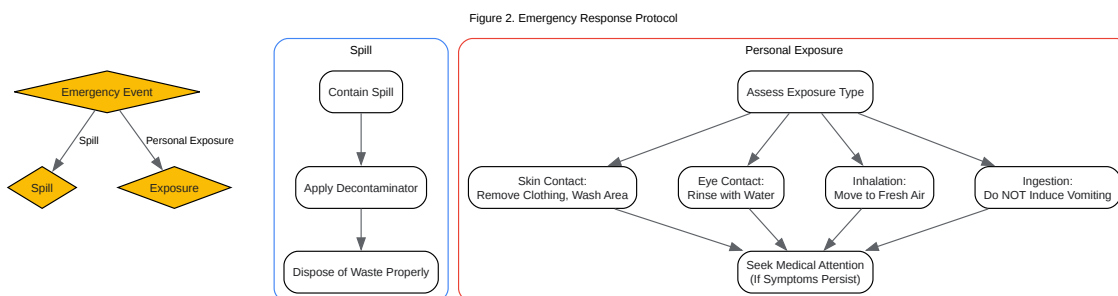 Figure 2. Emergency Response Protocol
Emergency Event
Spill
Personal Exposure
Spill
Exposure
Spill
Contain Spill
Apply Decontaminator
Dispose of Waste Properly
Personal Exposure
Assess Exposure Type
Skin Contact:
Remove Clothing, Wash Area
Eye Contact:
Rinse with Water
Inhalation:
Move to Fresh Air
Ingestion:
Do NOT Induce Vomiting
Seek Medical Attention
(If Symptoms Persist)